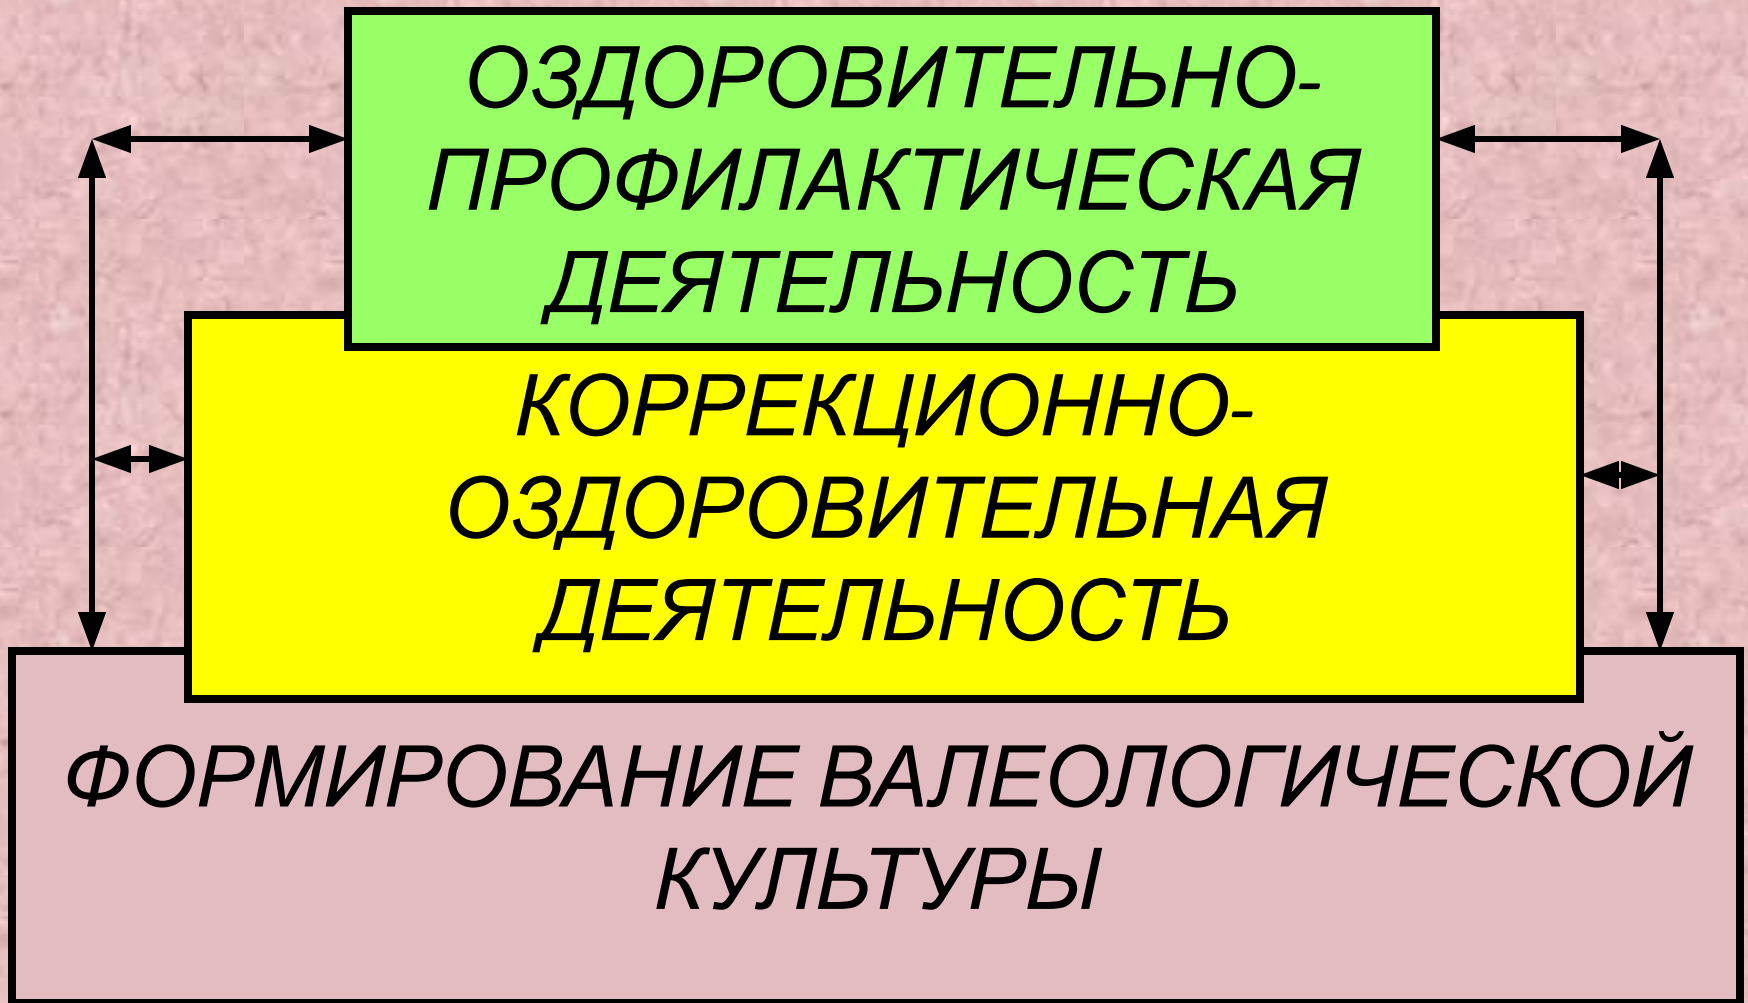 ОЗДОРОВИТЕЛЬНО-
ПРОФИЛАКТИЧЕСКАЯ
ДЕЯТЕЛЬНОСТЬ
КОРРЕКЦИОННО-
ОЗДОРОВИТЕЛЬНАЯ
ДЕЯТЕЛЬНОСТЬ
ФОРМИРОВАНИЕ ВАЛЕОЛОГИЧЕСКОЙ
КУЛЬТУРЫ